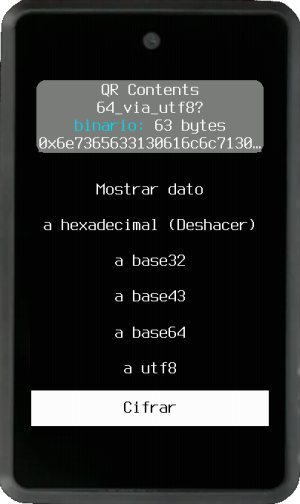 QR Contents
64_via_utf8?
binario: 63 bytes
0x6e7365633130616c6c7130…
Mostrar dato
a hexadecimal (Deshacer)
a base32
a base43
a base64
a utf8
Cifrar